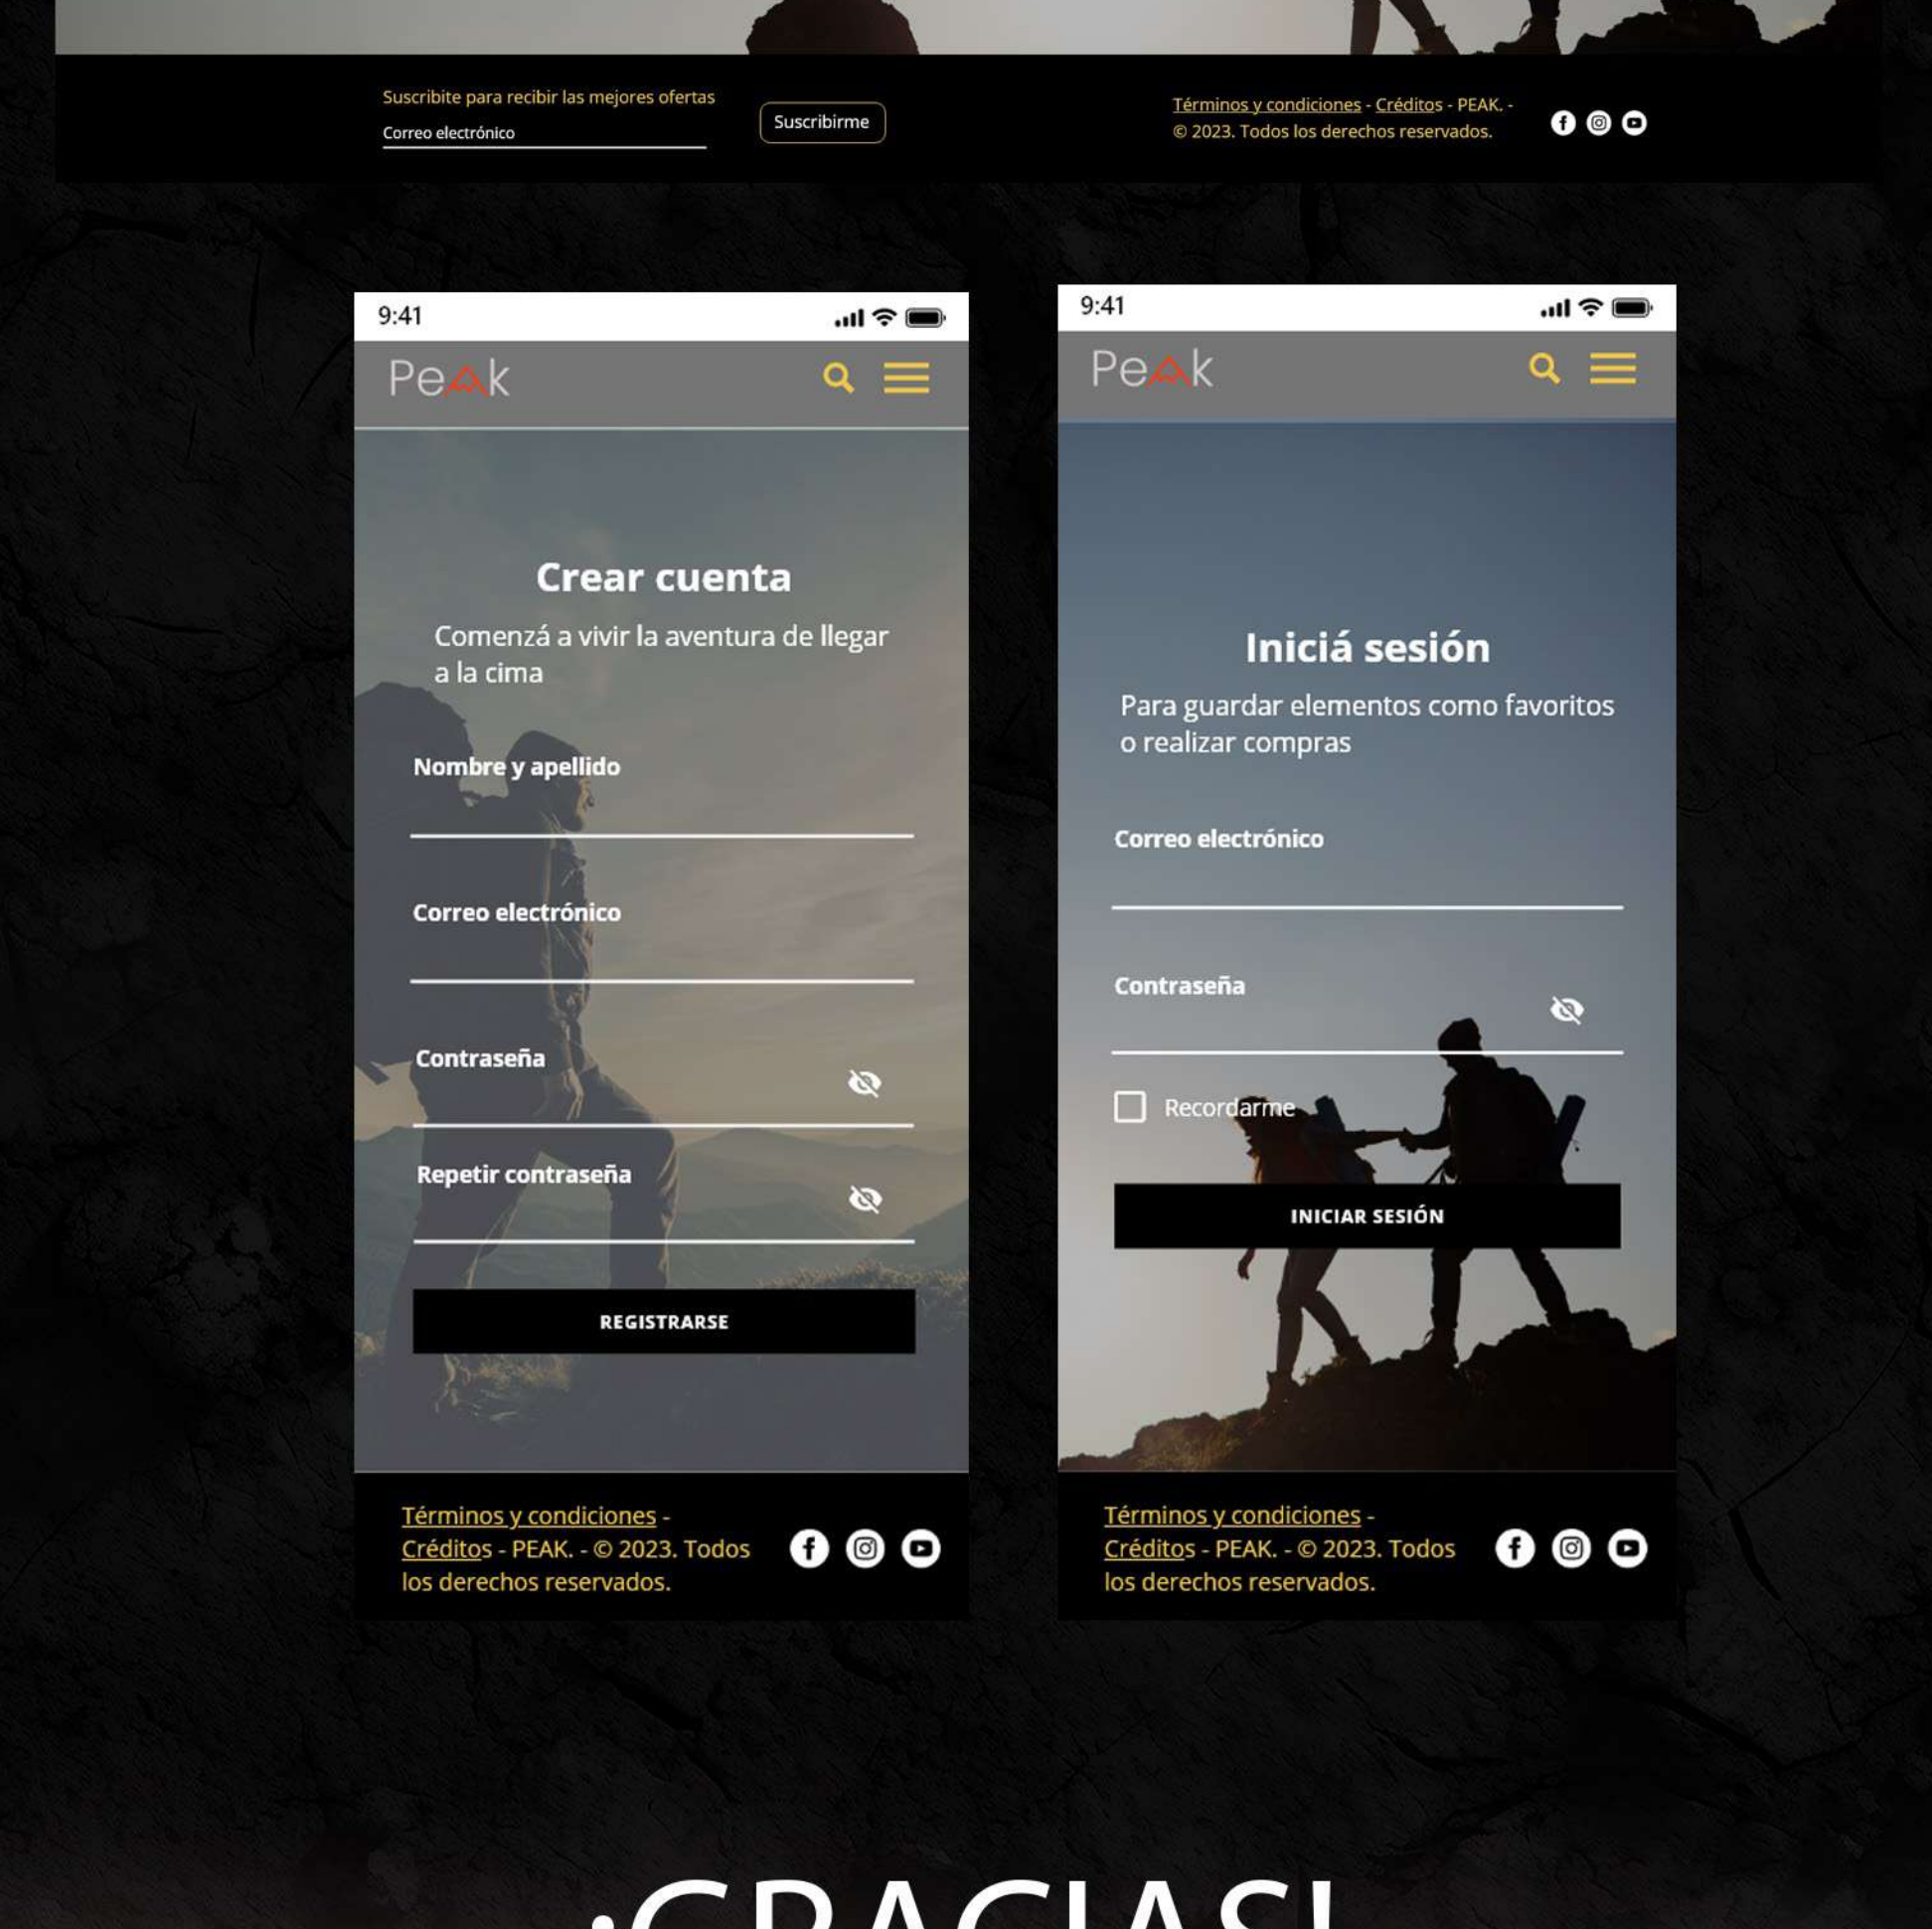 Suscribite para recibir las mejores ofertas
Correo electrónico
Suscribirme
Términos y condiciones - Créditos - PEAK. -
© 2023. Todos los derechos reservados.
9:41
PeAk
Crear cuenta
Comenzá a vivir la aventura de llegar
a la cima
Nombre y apellido
Correo electrónico
Contraseña
Repetir contraseña
REGISTRARSE
Términos y condiciones -
Créditos - PEAK. - © 2023. Todos
los derechos reservados.
9:41
PeAk
Iniciá sesión
Para guardar elementos como favoritos
o realizar compras
Correo electrónico
Contraseña
Recordarme
INICIAR SESIÓN
Términos y condiciones -
Créditos - PEAK. - © 2023. Todos
los derechos reservados.
¡GRACIAS!